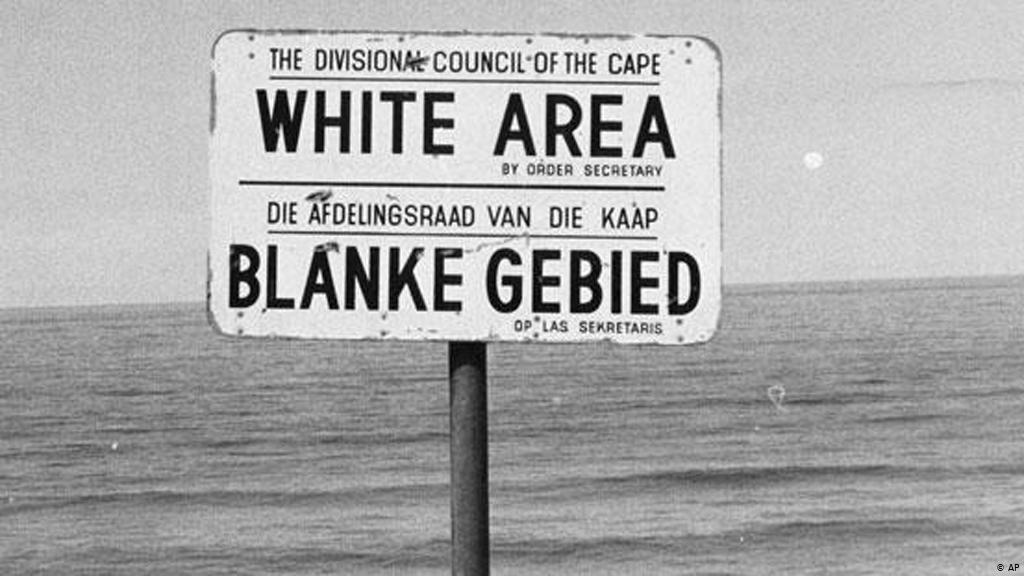 THE DIVISIONAL COUNCIL OF THE CAPE
WHITE AREA
BY ORDER SECRETARY
DIE AFDELINGSRAAD VAN DIE KAAP
BLANKE GEBIED
OP LAS SEKRETARIS
© AP